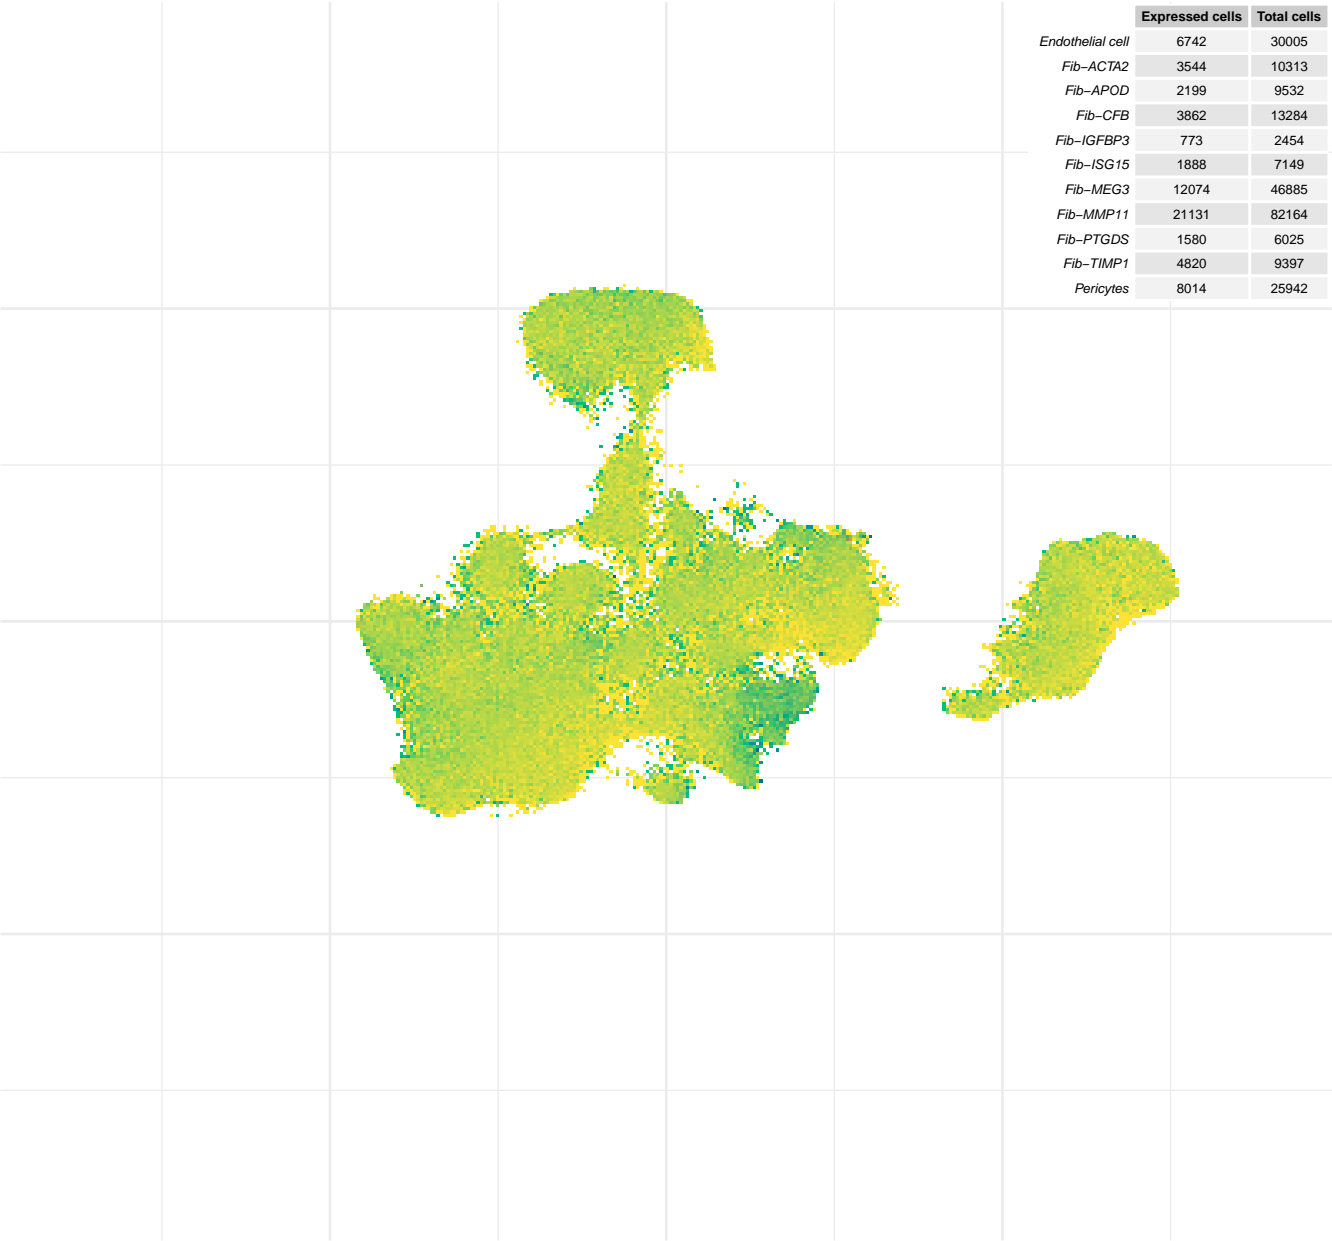 Expressed cells Total cells
Endothelial cell 6742 30005
Fib−ACTA2 3544 10313
Fib−APOD 2199 9532
Fib−CFB 3862 13284
Fib−IGFBP3 773 2454
Fib−ISG15 1888 7149
Fib−MEG3 12074 46885
Fib−MMP11 21131 82164
Fib−PTGDS 1580 6025
Fib−TIMP1 4820 9397
Pericytes 8014 25942